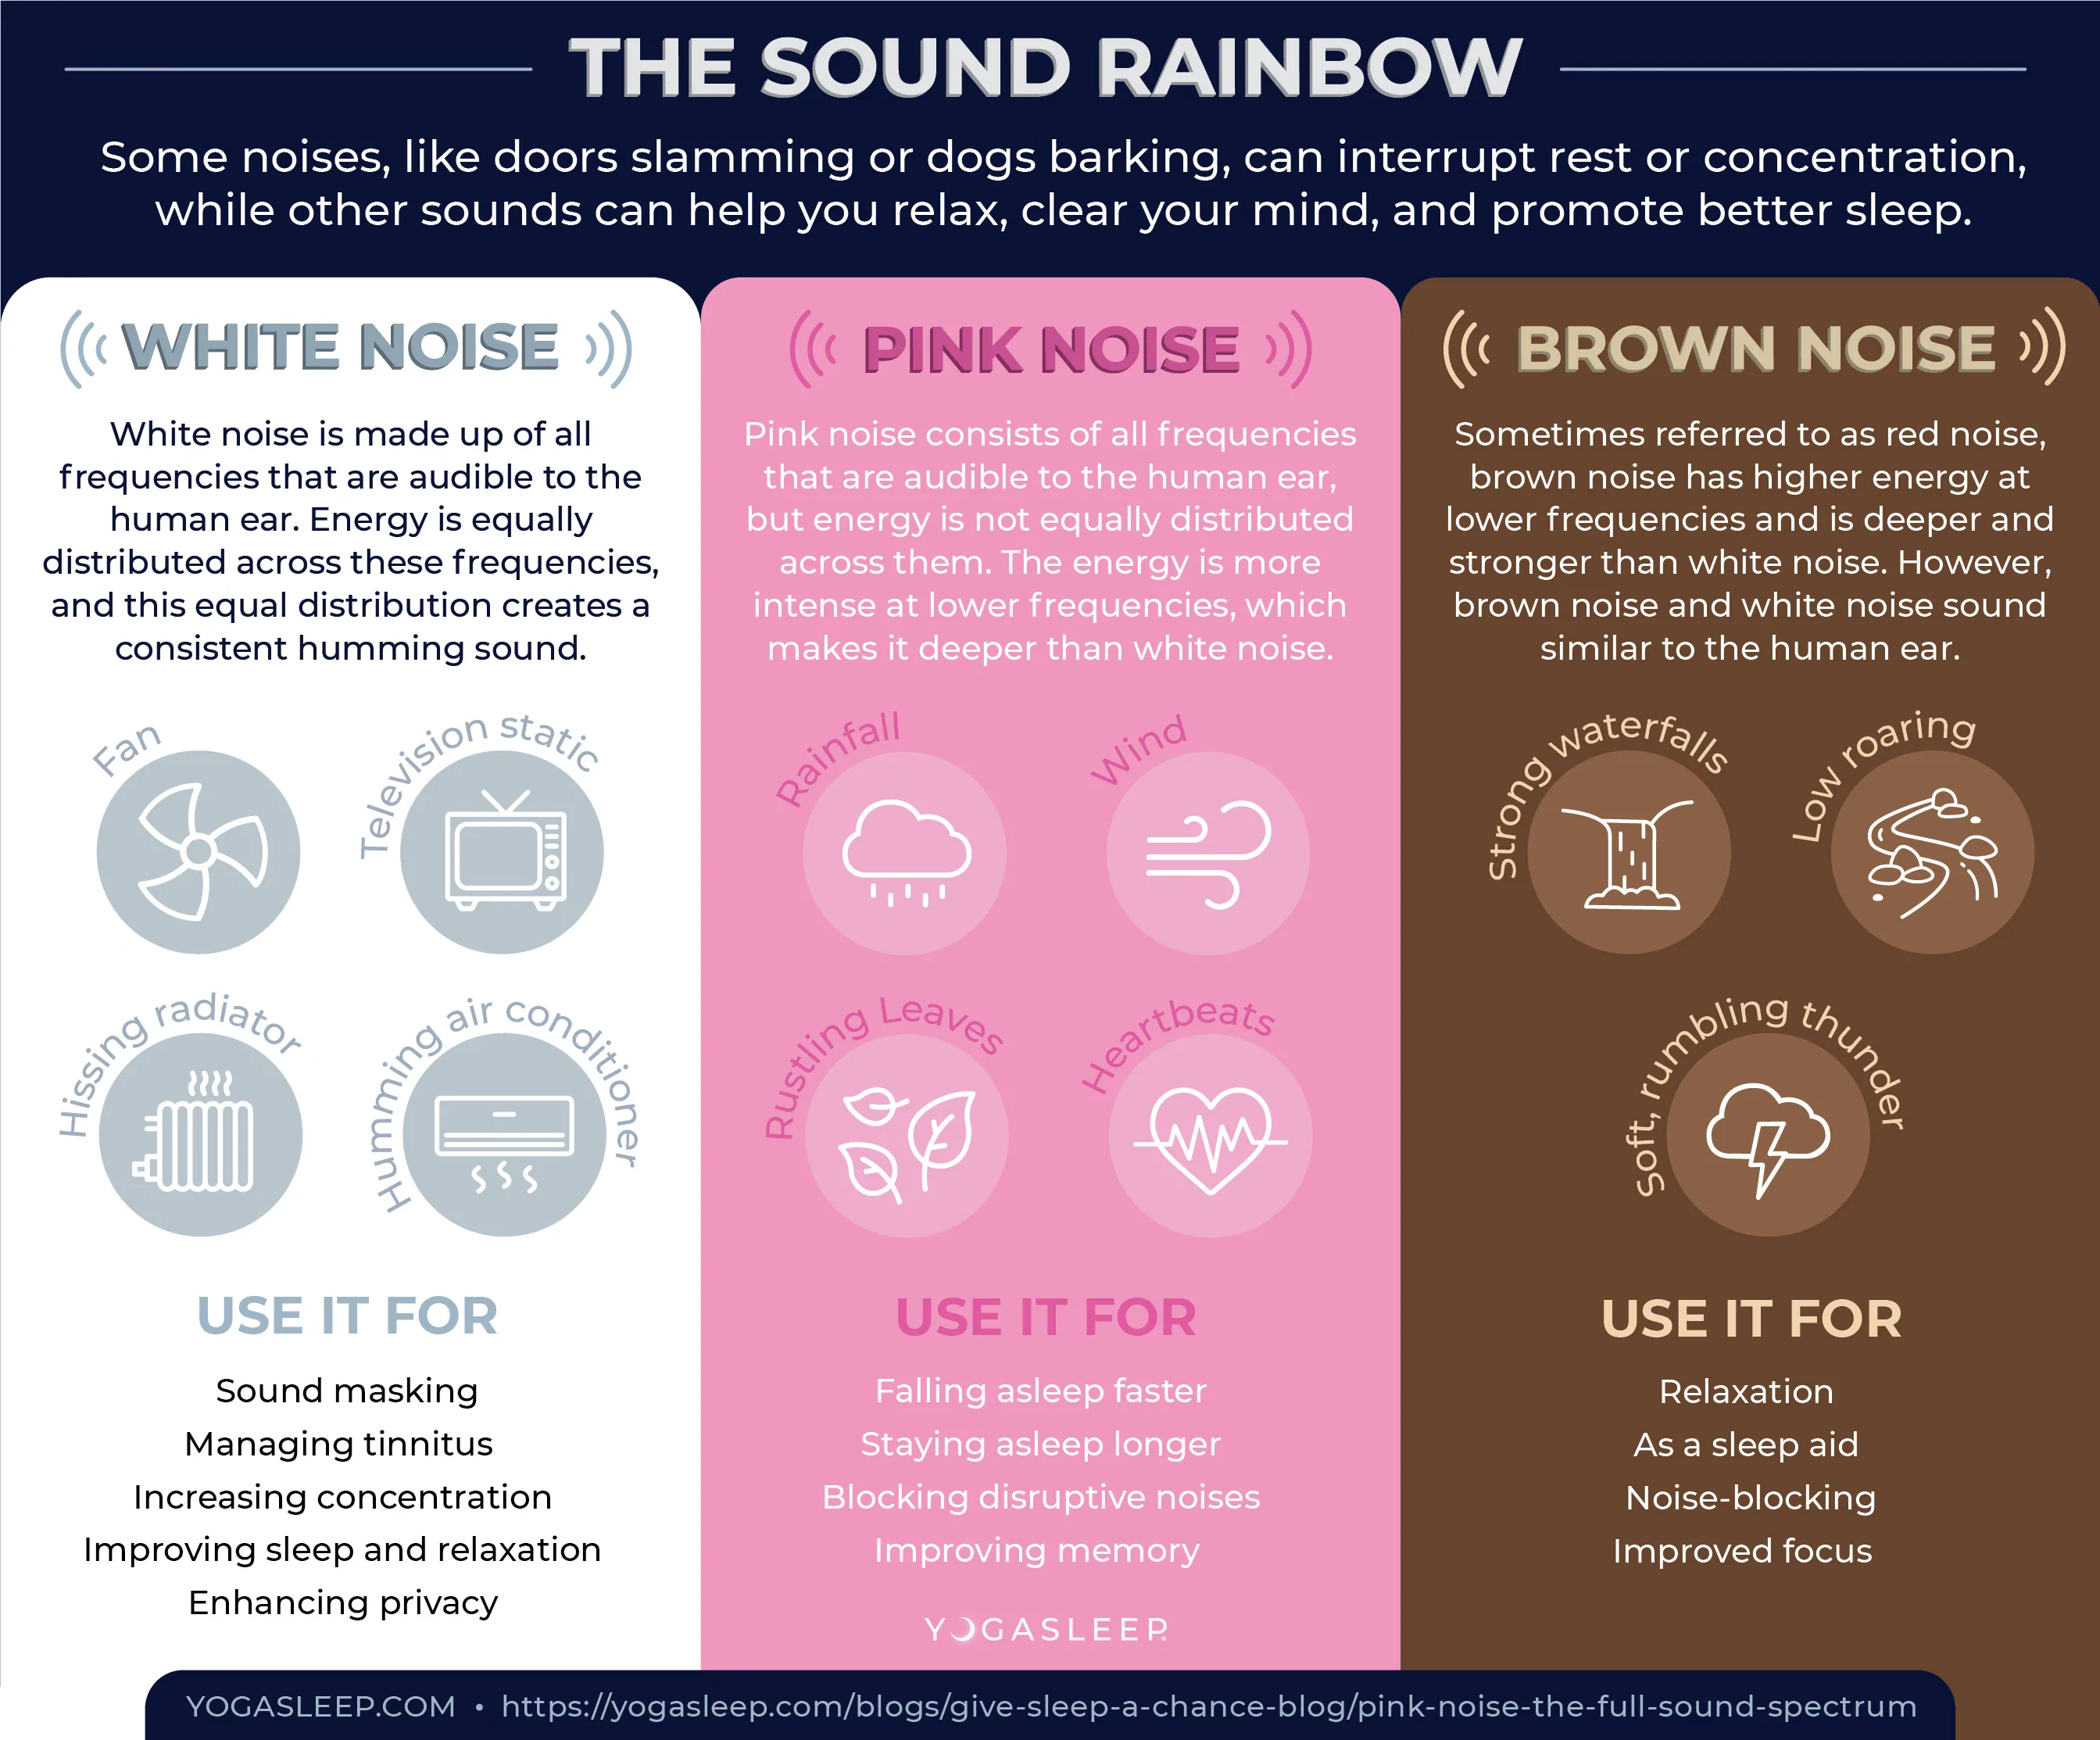 THE SOUND RAINBOW
Some noises, like doors slamming or dogs barking, can interrupt rest or concentration,
while other sounds can help you relax, clear your mind, and promote better sleep.
WHITE NOISE
White noise is made up of all
frequencies that are audible to the
human ear. Energy is equally
distributed across these frequencies,
and this equal distribution creates a
consistent humming sound.
Fan
Television static
Hissing radiator
Humming air conditioner
USE IT FOR
Sound masking
Managing tinnitus
Increasing concentration
Improving sleep and relaxation
Enhancing privacy
PINK NOISE
Pink noise consists of all frequencies
that are audible to the human ear,
but energy is not equally distributed
across them. The energy is more
intense at lower frequencies, which
makes it deeper than white noise.
Rainfall
Wind
Rustling Leaves
Heartbeats
USE IT FOR
Falling asleep faster
Staying asleep longer
Blocking disruptive noises
Improving memory
YOGASLEEP
BROWN NOISE
Sometimes referred to as red noise,
brown noise has higher energy at
lower frequencies and is deeper and
stronger than white noise. However,
brown noise and white noise sound
similar to the human ear.
Strong waterfalls
Low roaring
Soft, rumbling thunder
USE IT FOR
Relaxation
As a sleep aid
Noise-blocking
Improved focus
YOGASLEEP.COM • https://yogasleep.com/blogs/give-sleep-a-chance-blog/pink-noise-the-full-sound-spectrum